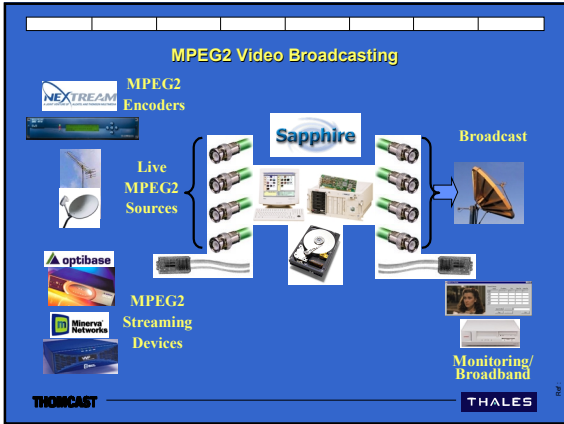 MPEG2 Video Broadcasting
NEXTREAM
MPEG2
Encoders
Sapphire
Broadcast
Live
MPEG2
Sources
optibase
MPEG2
Streaming
Devices
Minerva
Networks
Monitoring/
Broadband
THOMCAST
THALES
Ref :